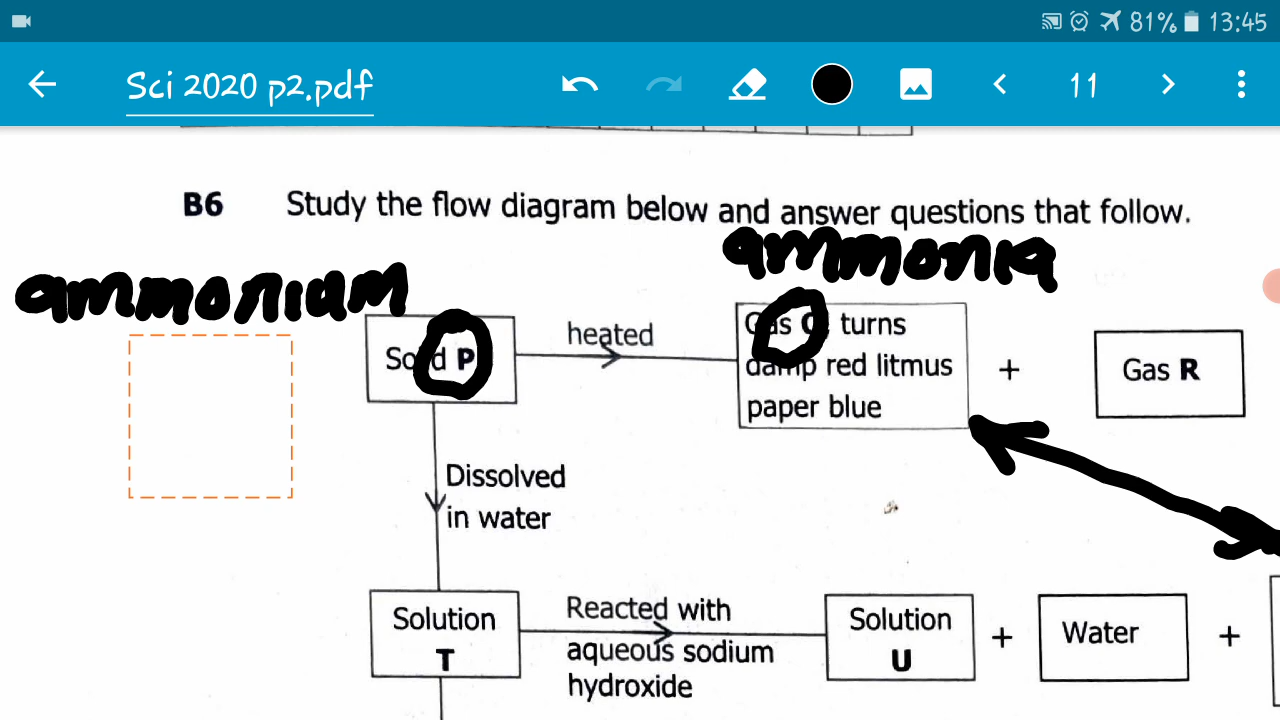 81% 13:45
Sci 2020 p2.pdf 11
B6 Study the flow diagram below and answer questions that follow.
ammonium
ammonia
Solid P
heated
Gas turns
damp red litmus
paper blue
+
Gas R
Dissolved
in water
Solution
T
Reacted with
aqueous sodium
hydroxide
Solution
U
+
Water
+